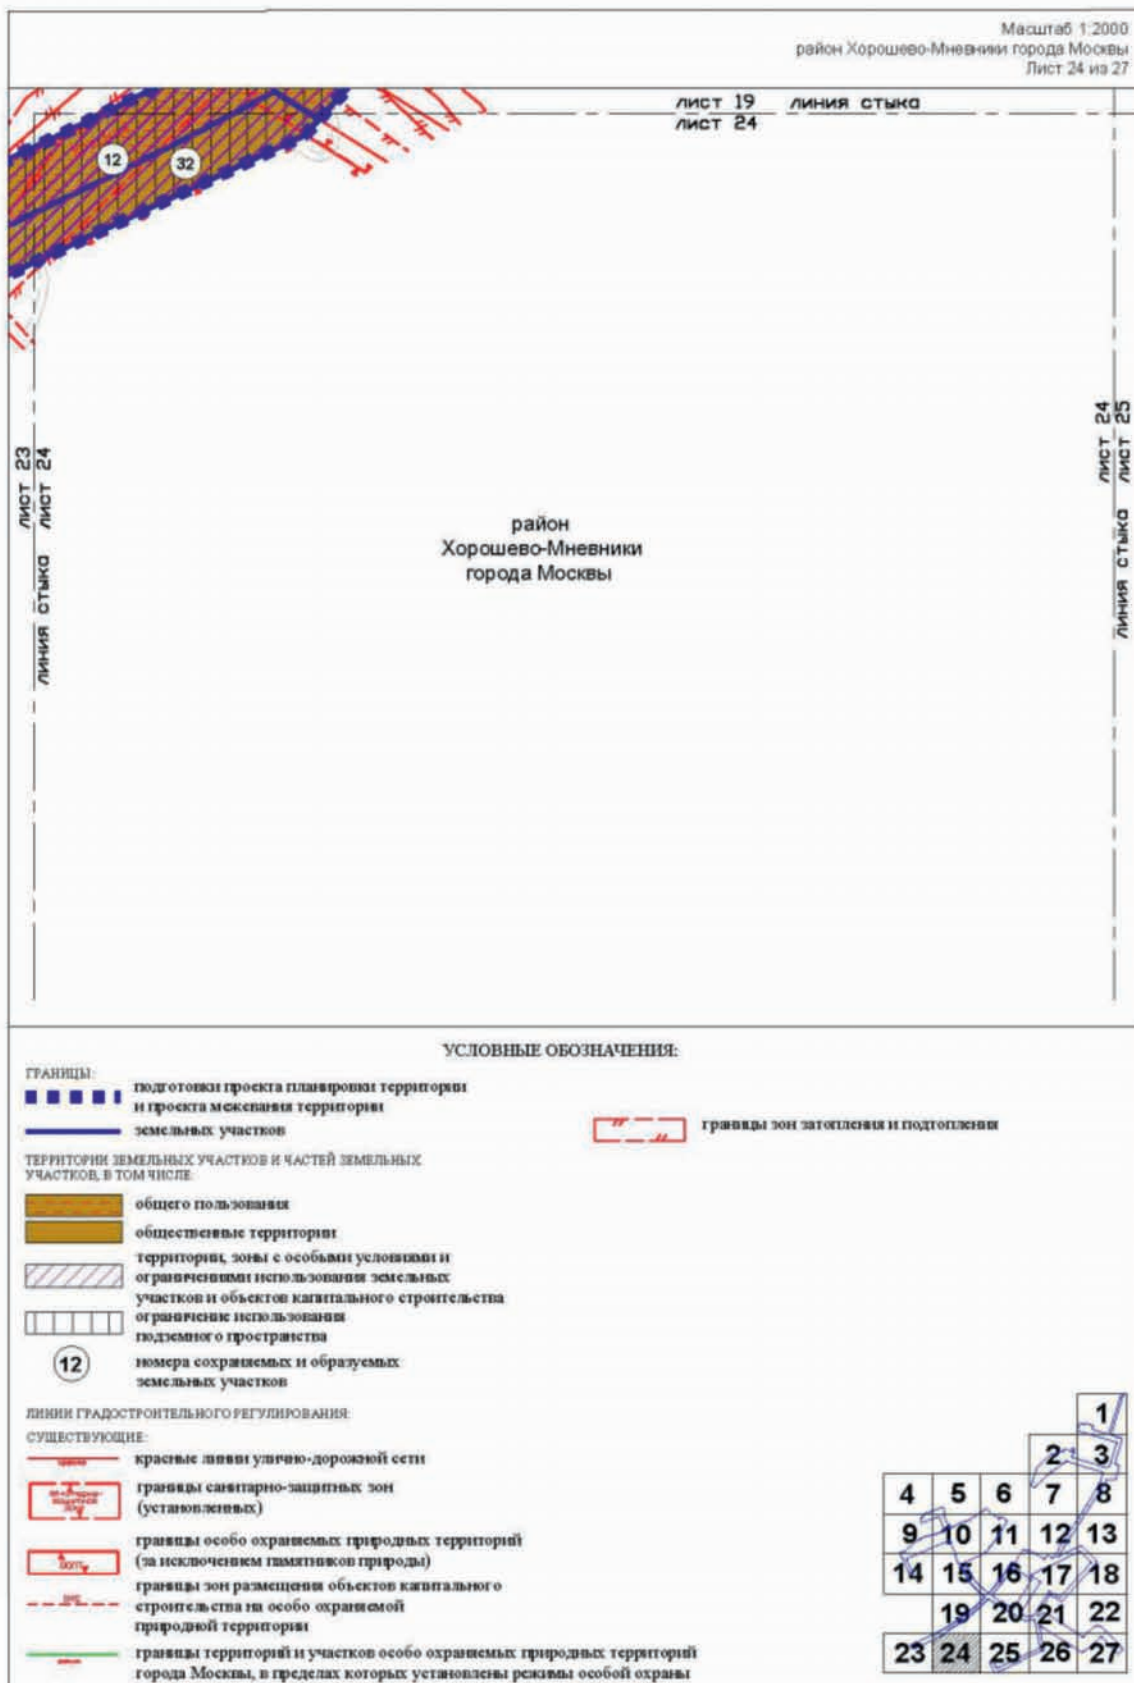 Масштаб 1:2000
район Хорошево-Мневники города Москвы
Лист 24 из 27
лист 19 линия стыка
лист 24
12
32
лист 23
лист 24
линия стыка
лист 24
лист 25
линия стыка
район
Хорошево-Мневники
города Москвы
УСЛОВНЫЕ ОБОЗНАЧЕНИЯ:
ГРАНИЦЫ:
подготовки проекта планировки территории
и проекта межевания территории
земельных участков
границы зон затопления и подтопления
ТЕРРИТОРИИ ЗЕМЕЛЬНЫХ УЧАСТКОВ И ЧАСТЕЙ ЗЕМЕЛЬНЫХ
УЧАСТКОВ, В ТОМ ЧИСЛЕ:
общего пользования
общественные территории
территории, зоны с особыми условиями и
ограничениями использования земельных
участков и объектов капитального строительства
ограничение использования
подземного пространства
12
номера сохраняемых и образуемых
земельных участков
ЛИНИИ ГРАДОСТРОИТЕЛЬНОГО РЕГУЛИРОВАНИЯ:
СУЩЕСТВУЮЩИЕ:
красные линии улично-дорожной сети
границы санитарно-защитных зон
(установленных)
границы особо охраняемых природных территорий
(за исключением памятников природы)
границы зон размещения объектов капитального
строительства на особо охраняемой
природной территории
границы территорий и участков особо охраняемых природных территорий
города Москвы, в пределах которых установлены режимы особой охраны
1
2 3
4 5 6 7 8
9 10 11 12 13
14 15 16 17 18
19 20 21 22
23 24 25 26 27